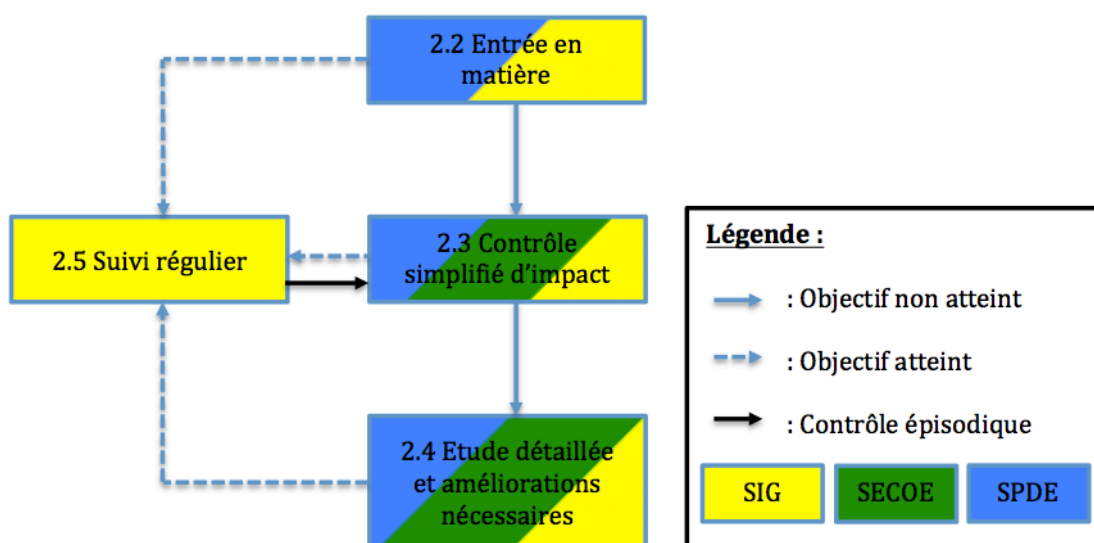 2.2 Entrée en
matière
2.5 Suivi régulier
2.3 Contrôle
simplifié d'impact
2.4 Etude détaillée
et améliorations
nécessaires
Légende :
: Objectif non atteint
: Objectif atteint
: Contrôle épisodique
SIG
SECOE
SPDE